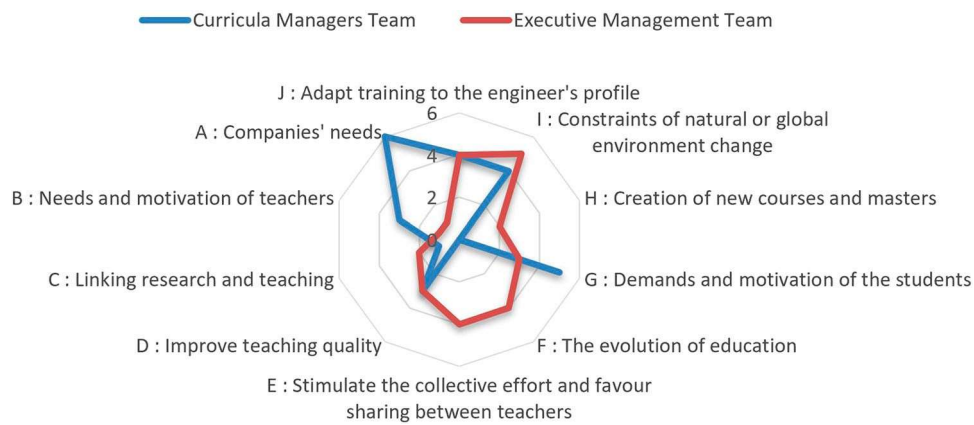 Curricula Managers Team
Executive Management Team
J : Adapt training to the engineer's profile
6
I : Constraints of natural or global
environment change
A : Companies' needs
4
B : Needs and motivation of teachers
2
H : Creation of new courses and masters
0
C : Linking research and teaching
G : Demands and motivation of the students
D : Improve teaching quality
F : The evolution of education
E : Stimulate the collective effort and favour
sharing between teachers